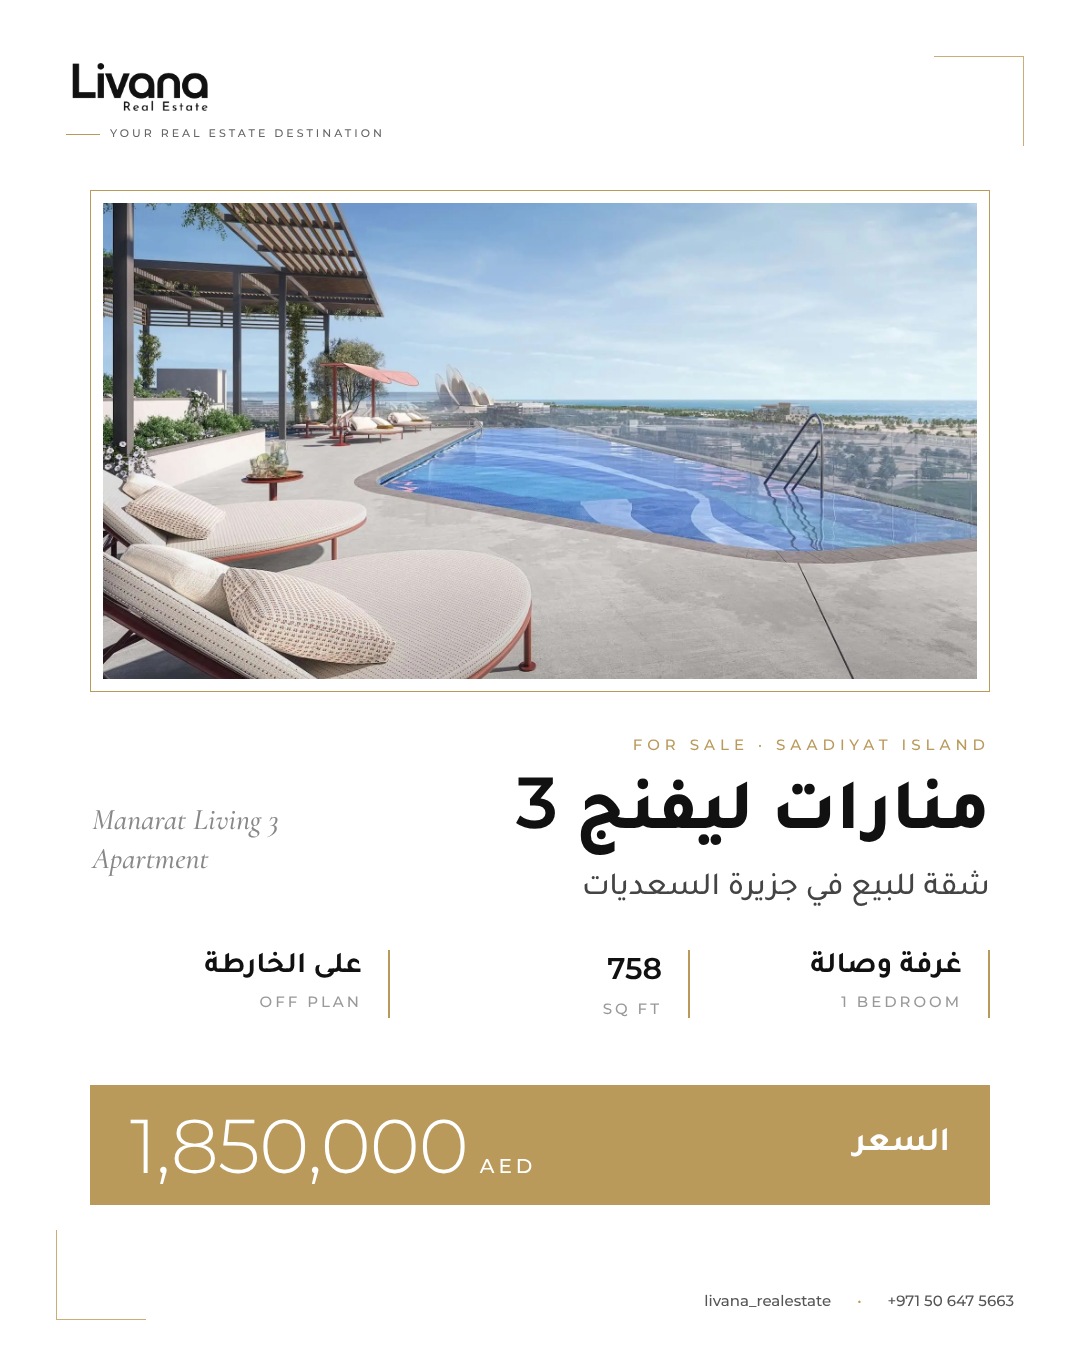 Livana
Real Estate
YOUR REAL ESTATE DESTINATION
FOR SALE · SAADIYAT ISLAND
منارات ليفنج 3
Manarat Living 3
Apartment
شقة للبيع في جزيرة السعديات
غرفة وصالة
1 BEDROOM
758
SQ FT
على الخارطة
OFF PLAN
السعر
1,850,000 AED
livana_realestate · +971 50 647 5663